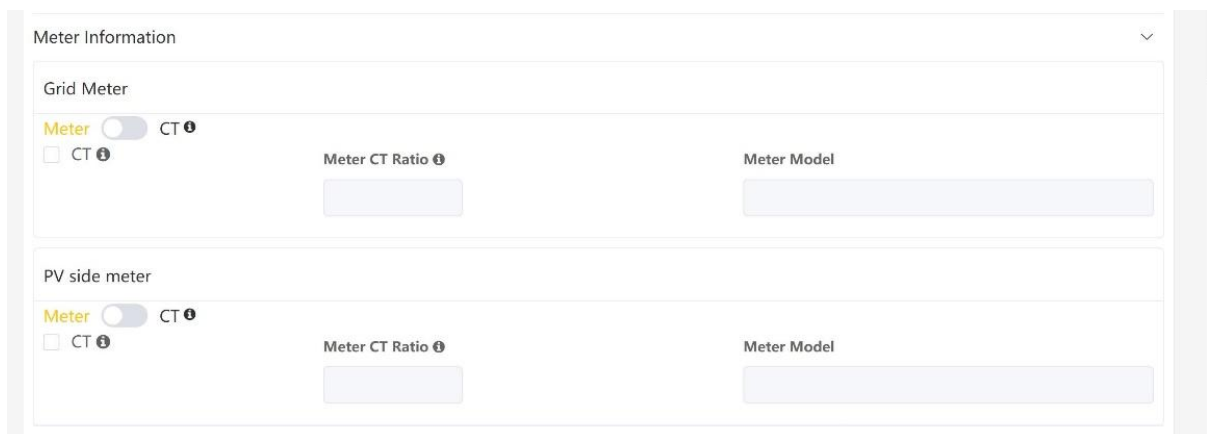 Meter Information
Grid Meter
Meter CT
CT
Meter CT Ratio
Meter Model
PV side meter
Meter CT
CT
Meter CT Ratio
Meter Model